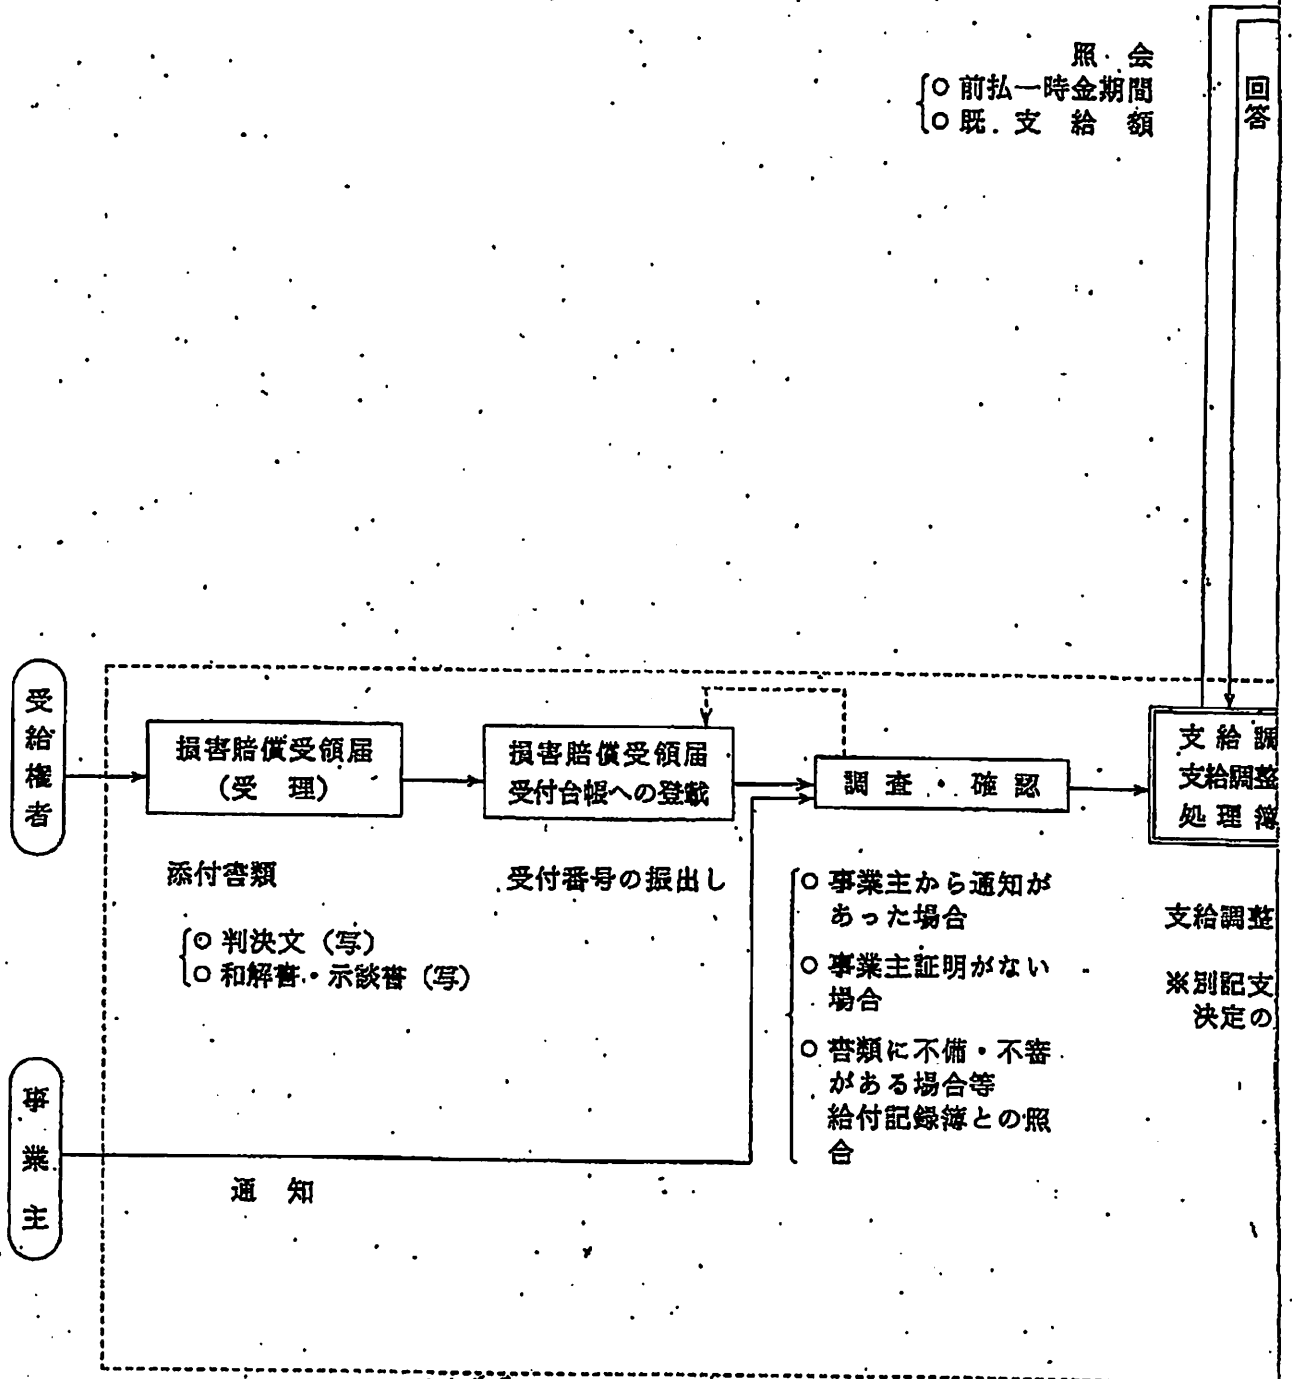 照会
○ 前払一時金期間
○ 既支給額
回答
受給権者
損害賠償受領届
(受理)
損害賠償受領届
受付台帳への登載
調査・確認
支給調
支給調整
処理簿
添付書類
○ 判決文(写)
○ 和解書・示談書(写)
受付番号の振出し
○ 事業主から通知が
あった場合
○ 事業主証明がない
場合
○ 書類に不備・不審
がある場合等
給付記録簿との照
合
支給調整
※別記支
決定の
事業主
通知